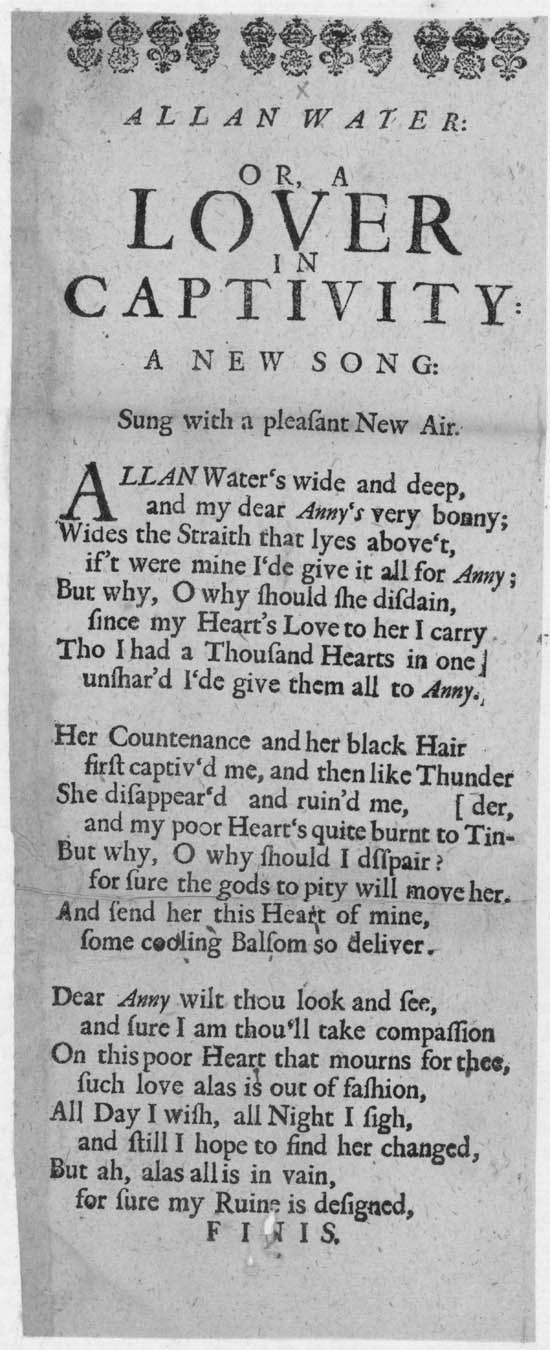 ALLAN WATER:
OR, A
LOVER
IN
CAPTIVITY:
A NEW SONG:
Sung with a pleaſant New Air.
ALLAN Water‘s wide and deep,
and my dear Anny‘s very bonny;
Wides the Straith that lyes above‘t,
if‘t were mine I‘de give it all for Anny;
But why, O why ſhould ſhe diſdain,
ſince my Heart’s Love to her I carry.
Tho I had a Thouſand Hearts in one,
unſhar’d I‘de give them all to Anny.
Her Countenance and her black Hair
firſt captiv‘d me, and then like Thunder
She diſappear‘d and ruin’d me, [ der,
and my poor Heart‘s quite burnt to Tin-
But why, O why ſhould I dſſpair?
for ſure the gods to pity will move her.
And ſend her this Heart of mine,
ſome cooling Balſom so deliver.
Dear Anny wilt thou look and ſee,
and ſure I am thou‘ll take compaſſion
On this poor Heart that mourns for thee,
ſuch love alas is out of faſhion,
All Day I wiſh, all Night I ſigh,
and ſtill I hope to find her changed,
But ah, alas all is in vain,
for ſure my Ruine is deſigned,
FINIS.